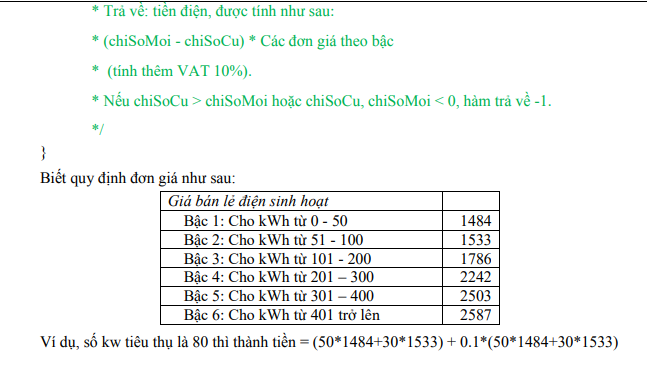 * Trả về: tiền điện, được tính như sau:
* (chiSoMoi - chiSoCu) * Các đơn giá theo bậc
* (tính thêm VAT 10%).
* Nếu chiSoCu > chiSoMoi hoặc chiSoCu, chiSoMoi < 0, hàm trả về -1.
*/
}
Biết quy định đơn giá như sau:
Giá bán lẻ điện sinh hoạt
Bậc 1: Cho kWh từ 0 - 50 1484
Bậc 2: Cho kWh từ 51 - 100 1533
Bậc 3: Cho kWh từ 101 - 200 1786
Bậc 4: Cho kWh từ 201 – 300 2242
Bậc 5: Cho kWh từ 301 – 400 2503
Bậc 6: Cho kWh từ 401 trở lên 2587
Ví dụ, số kw tiêu thụ là 80 thì thành tiền = (50*1484+30*1533) + 0.1*(50*1484+30*1533)